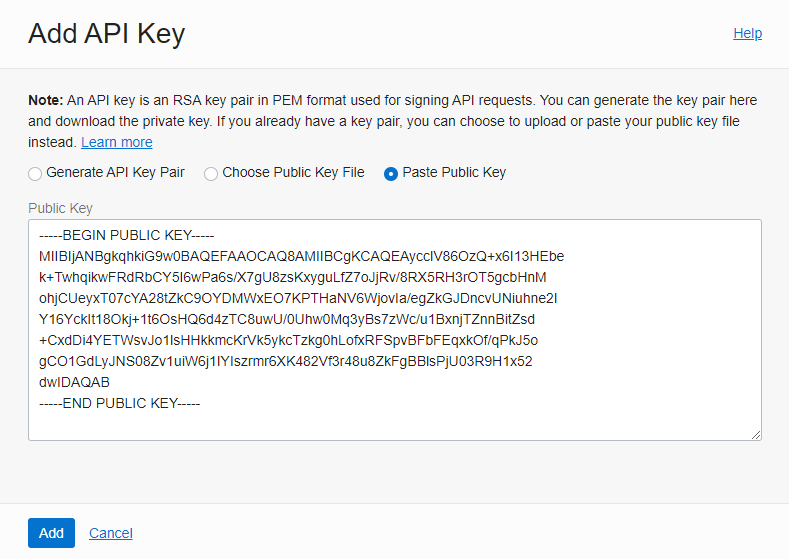 Add API Key
Help
Note: An API key is an RSA key pair in PEM format used for signing API requests. You can generate the key pair here
and download the private key. If you already have a key pair, you can choose to upload or paste your public key file
instead. Learn more
Generate API Key Pair
Choose Public Key File
Paste Public Key
Public Key
-----BEGIN PUBLIC KEY-----
MIIBIjANBgkqhkiG9w0BAQEFAAOCAQ8AMIIBCgKCAQEAyccIV86OzQ+x6I13HEbe
k+TwhqikwFRdRbCY5I6wPa6s/X7gU8zsKxyguLfZ7oJjRv/8RX5RH3rOT5gcbHnM
ohjCUeyxT07cYA28tZkC9OYDMWxEO7KPTHaNV6WjovIa/egZkGJDncvUNiuhne2I
Y16YckIt18Okj+1t6OsHQ6d4zTC8uwU/0Uhw0Mq3yBs7zWc/u1BxnjTZnnBitZsd
+CxdDi4YETWsvJo1IsHHkkmcKrVk5ykcTzkg0hLofxRFSpvBFbFEqxkOf/qPkJ5o
gCO1GdLyJNS08Zv1uiW6j1IYIszrmr6XK482Vf3r48u8ZkFgBBIsPjU03R9H1x52
dwIDAQAB
-----END PUBLIC KEY-----
Add
Cancel